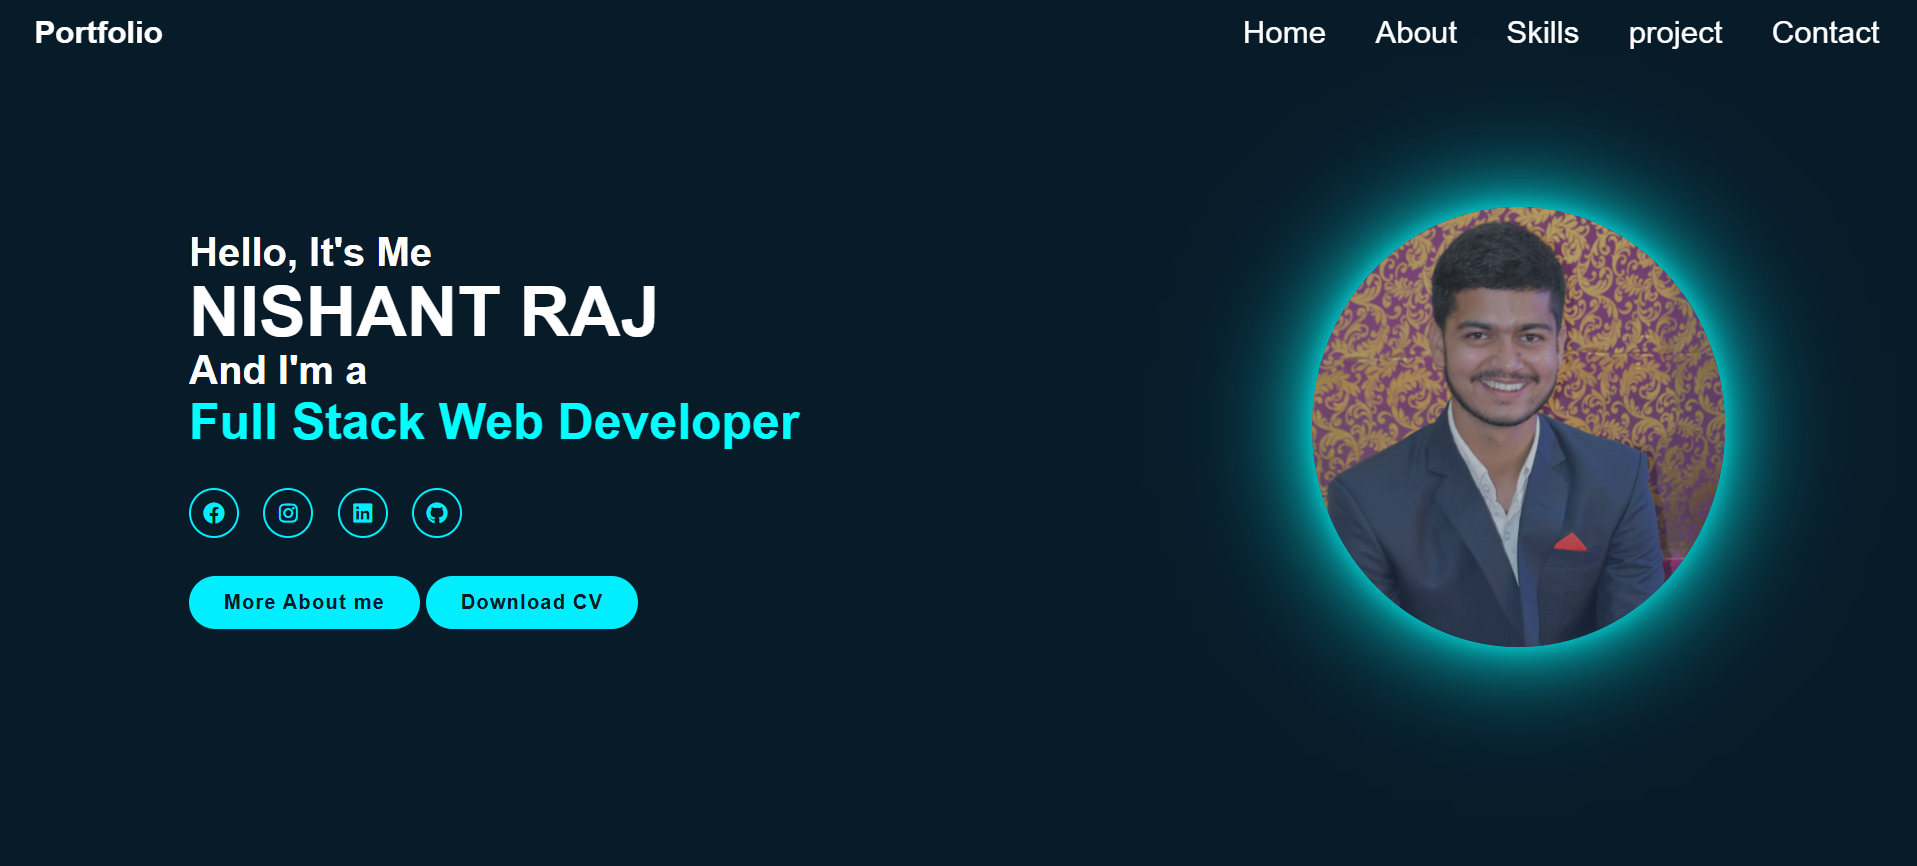 Portfolio
Home About Skills project Contact
Hello, It's Me
NISHANT RAJ
And I'm a
Full Stack Web Developer
More About me Download CV